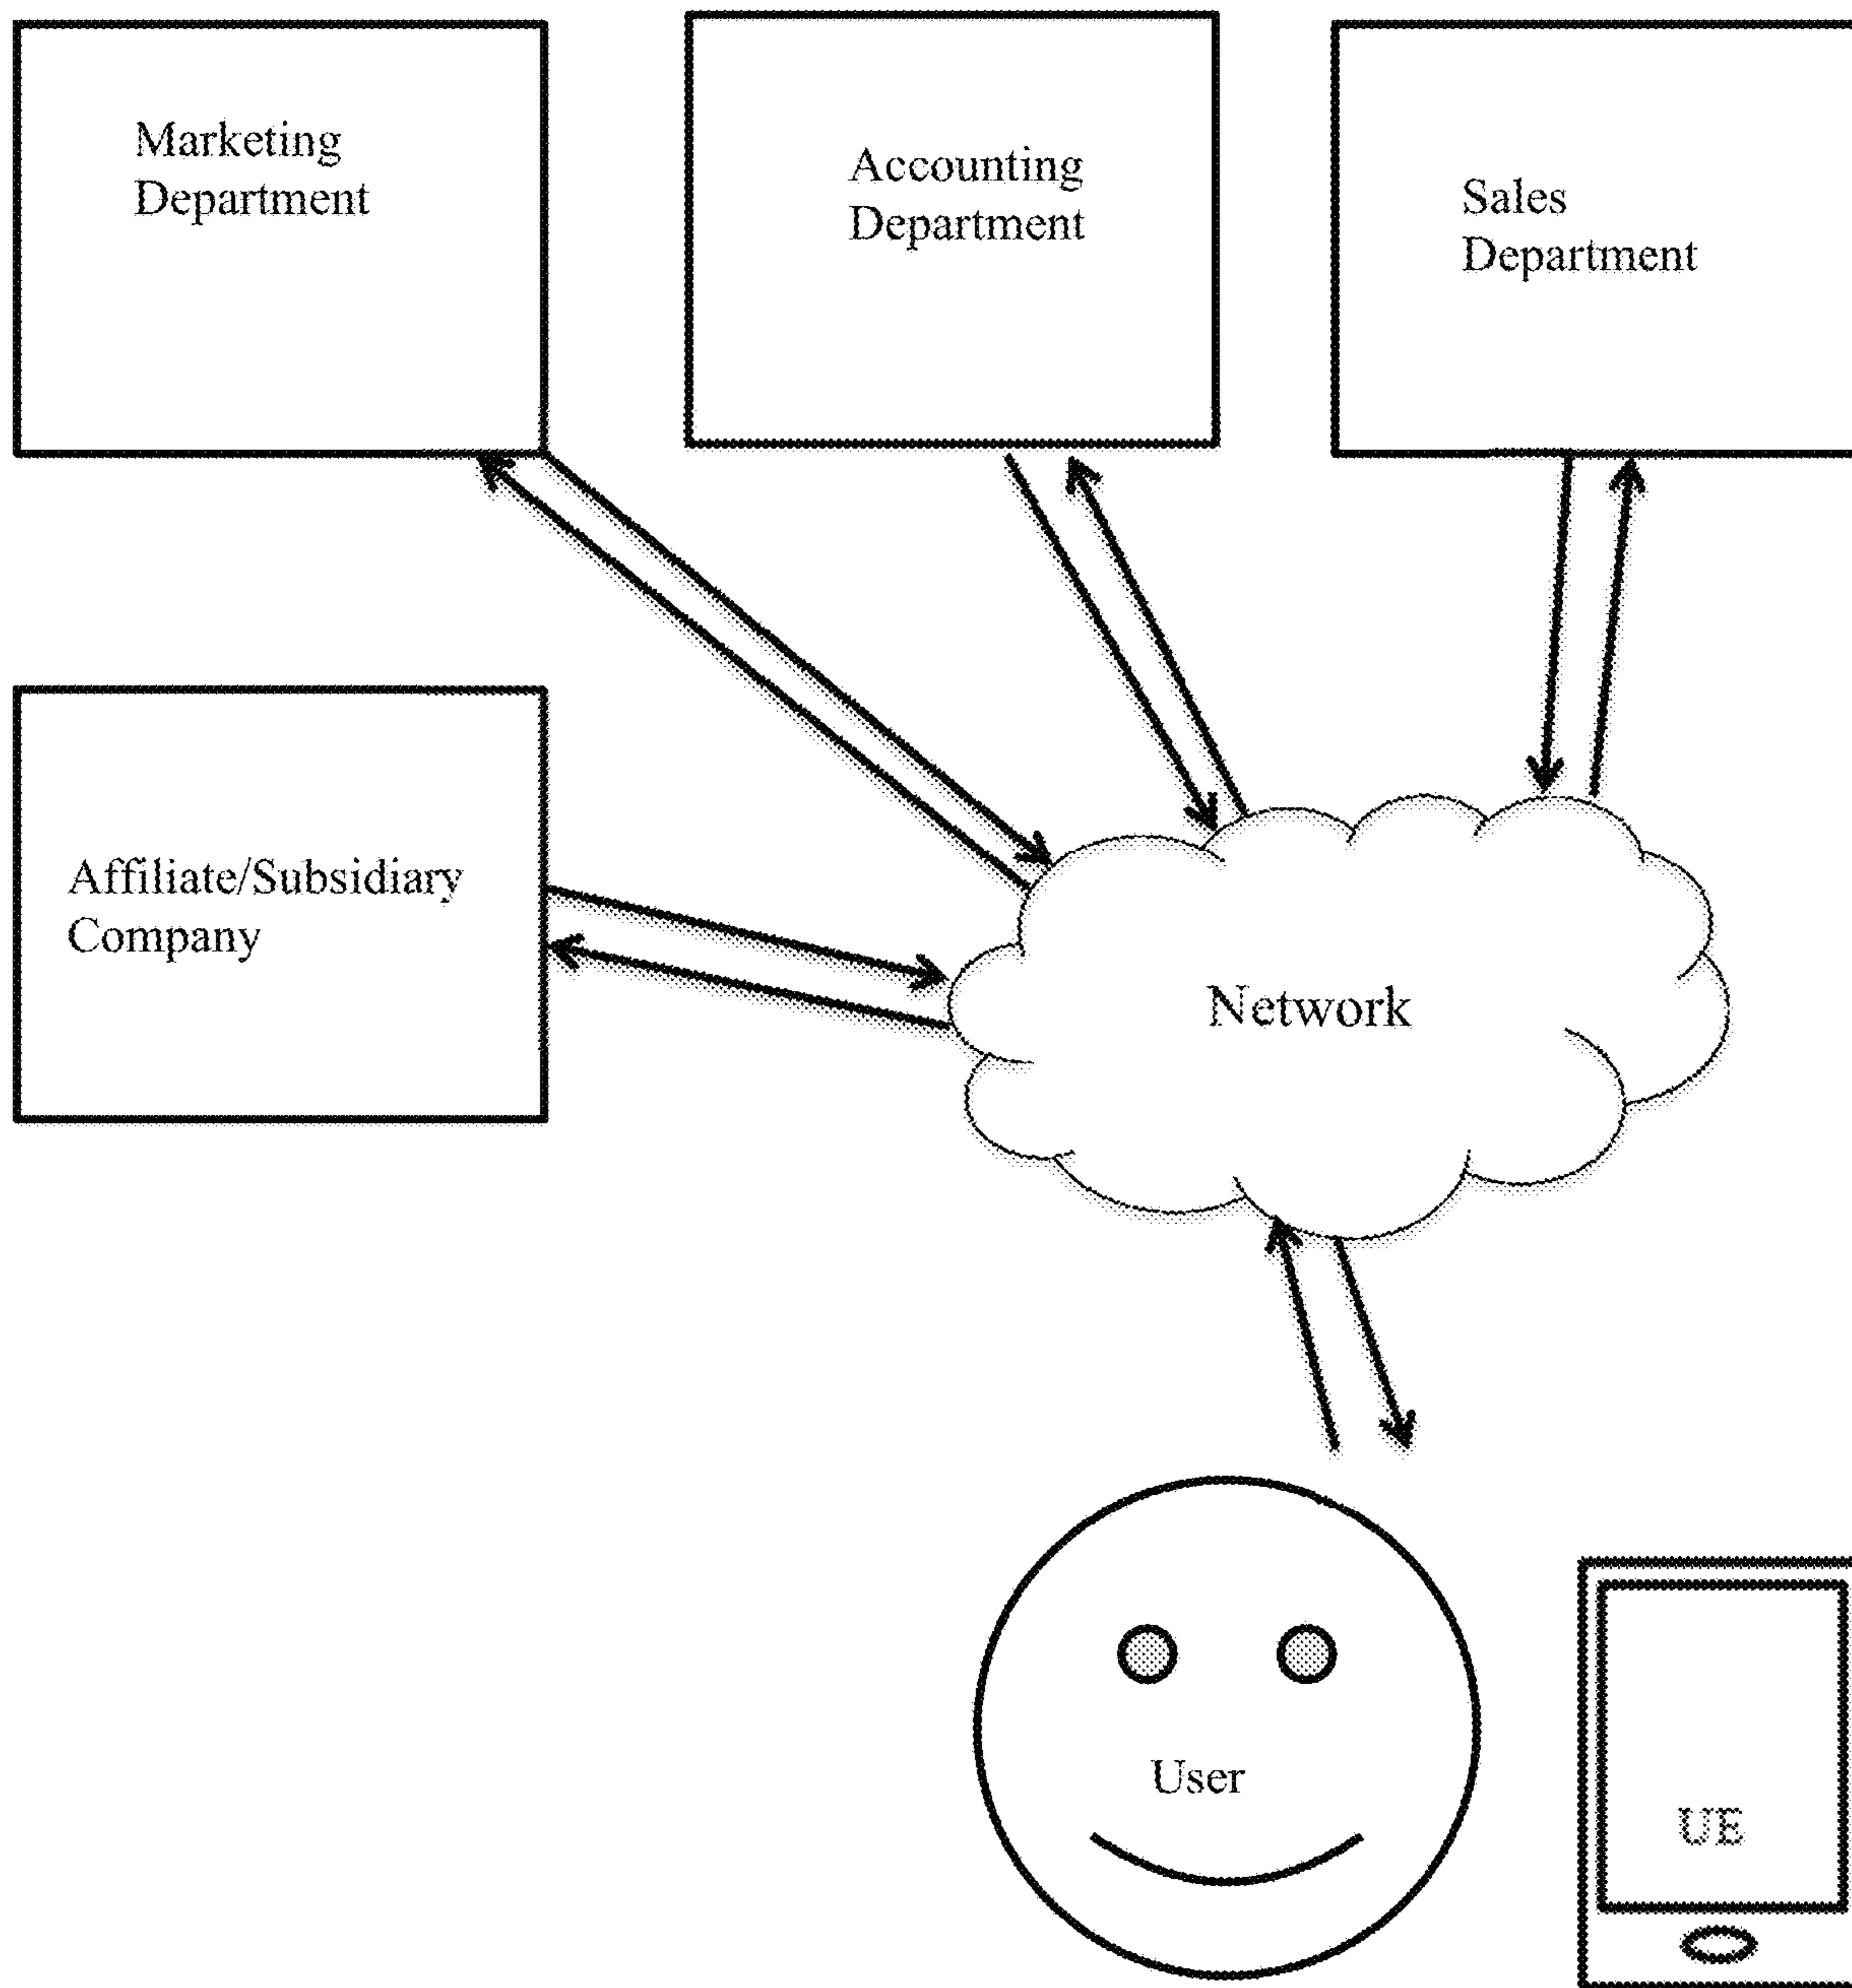 Marketing
Department
Accounting
Department
Sales
Department
Affiliate/Subsidiary
Company
Network
User
UE